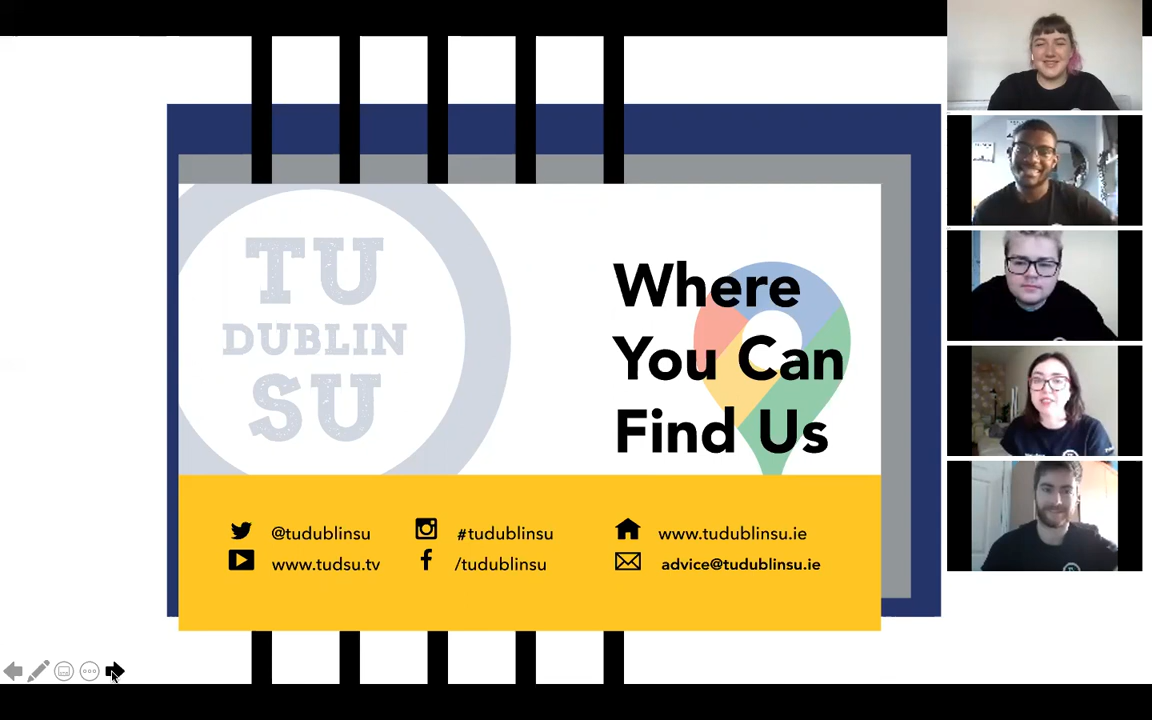 TU
DUBLIN
SU
Where
You Can
Find Us
@tudublinsu
#tudublinsu
www.tudublinsu.ie
www.tudsu.tv
/tudublinsu
advice@tudublinsu.ie